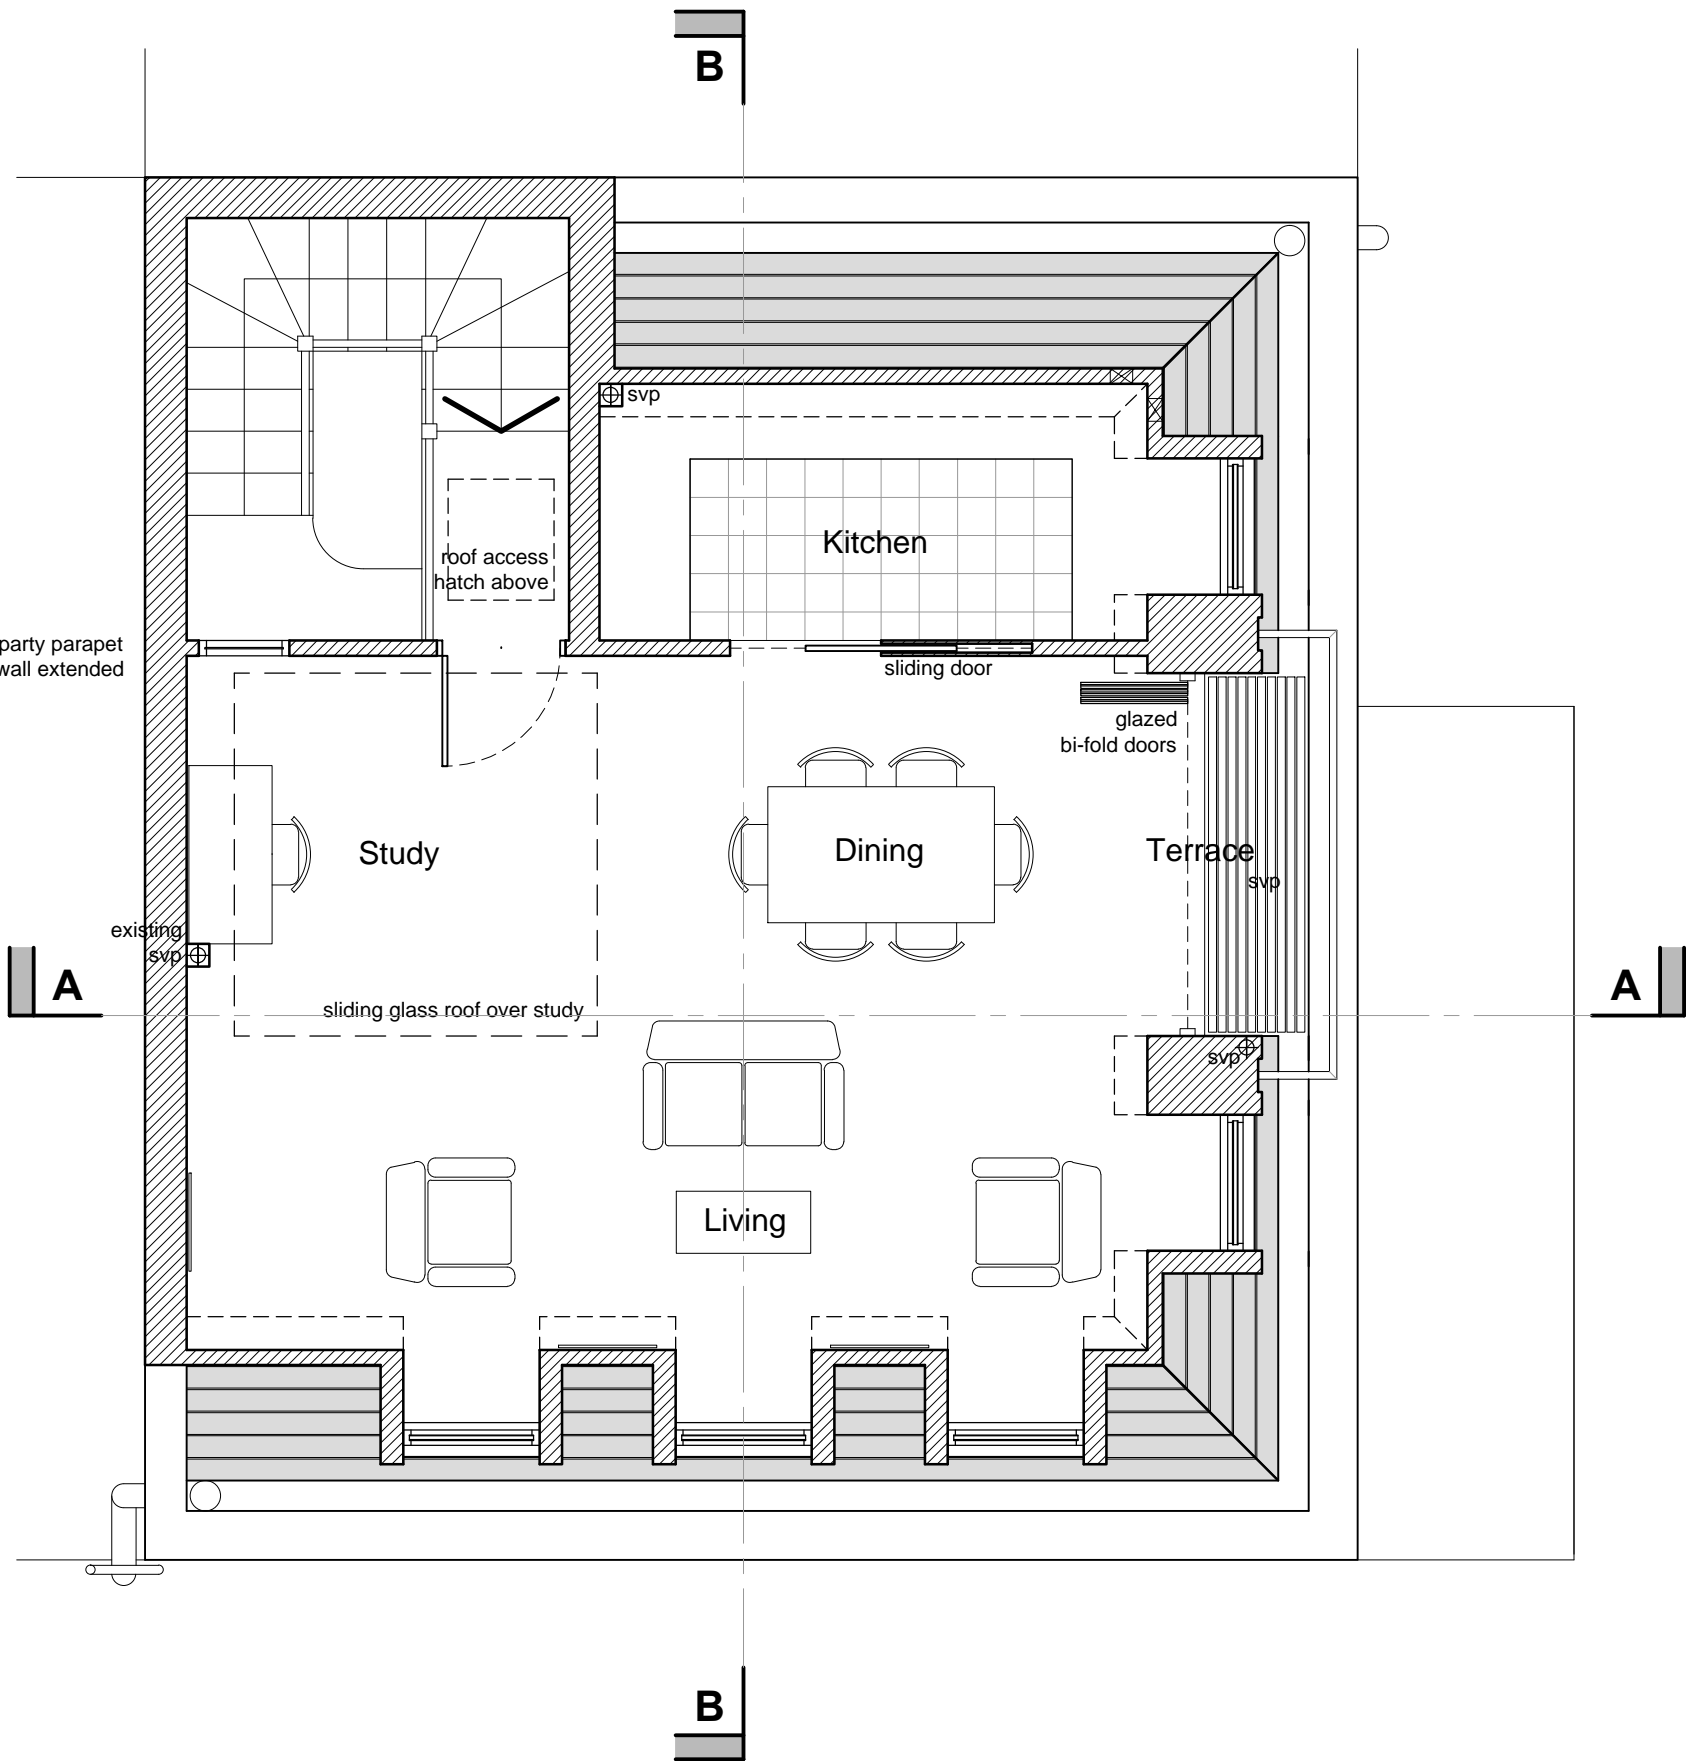 B
svp
Kitchen
roof access
hatch above
party parapet
wall extended
sliding door
glazed
bi-fold doors
Study
Dining
Terrace
svp
existing
svp
A
sliding glass roof over study
A
svp
Living
B